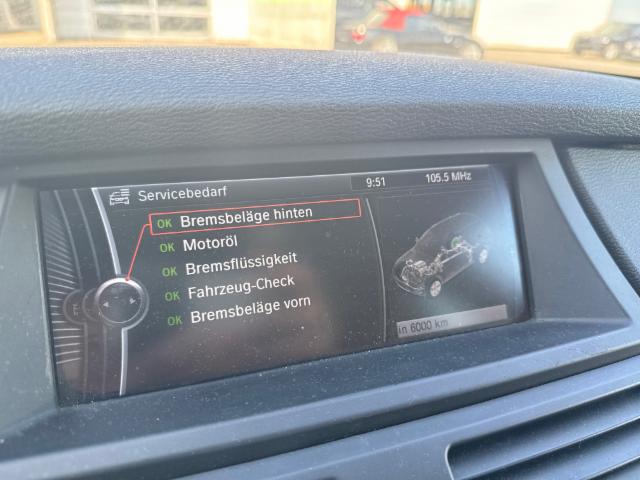 Servicebedarf
9:51
105.5 MHz
OK Bremsbeläge hinten
OK Motoröl
OK Bremsflüssigkeit
OK Fahrzeug-Check
OK Bremsbeläge vorn
in 6000 km